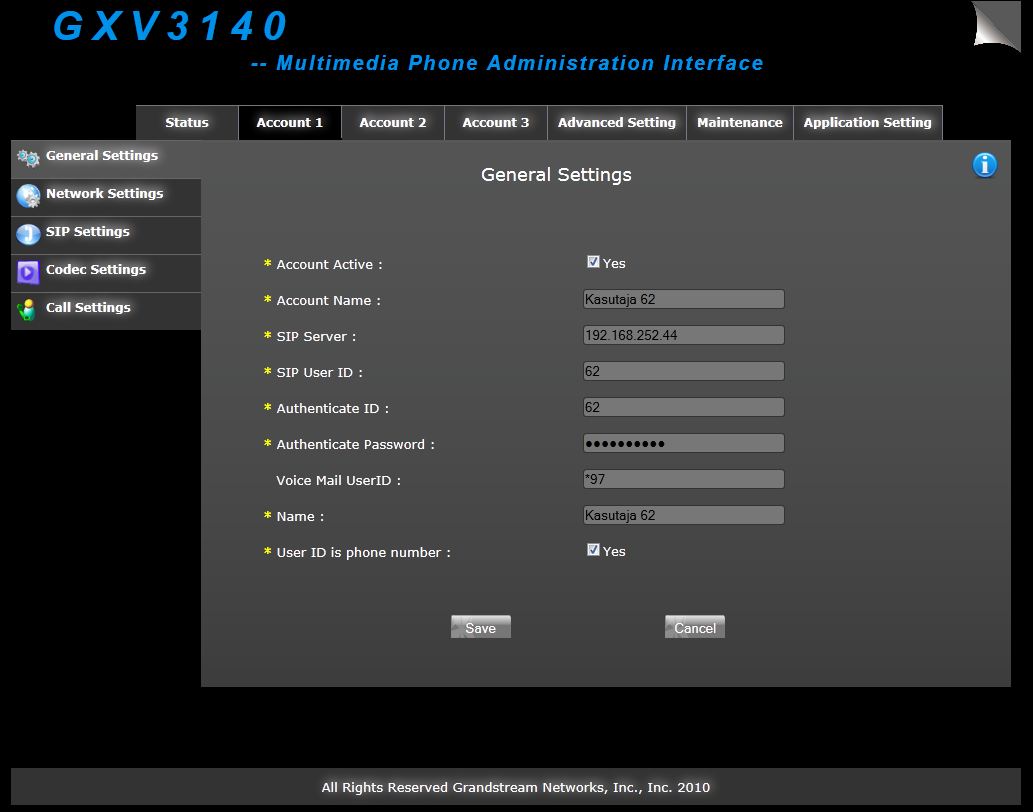 GXV3140
-- Multimedia Phone Administration Interface
Status Account 1 Account 2 Account 3 Advanced Setting Maintenance Application Setting
General Settings
Network Settings
SIP Settings
Codec Settings
Call Settings
General Settings
* Account Active : Yes
* Account Name : Kasutaja 62
* SIP Server : 192.168.252.44
* SIP User ID : 62
* Authenticate ID : 62
* Authenticate Password : ●●●●●●●●●●
Voice Mail UserID : *97
* Name : Kasutaja 62
* User ID is phone number : Yes
Save Cancel
All Rights Reserved Grandstream Networks, Inc., Inc. 2010